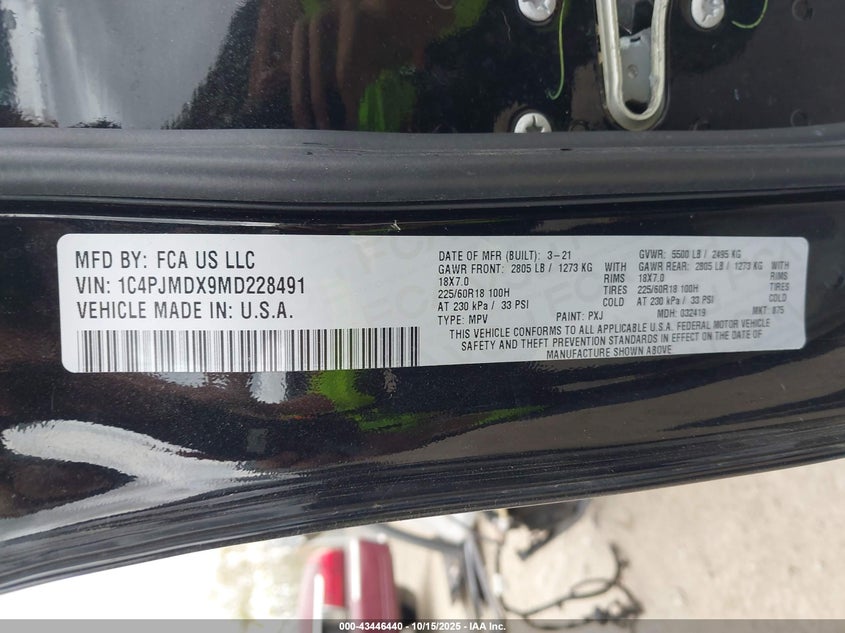 MFD BY: FCA US LLC
VIN: 1C4PJMDX9MD228491
VEHICLE MADE IN: U.S.A.
DATE OF MFR (BUILT): 3-21 GVWR: 5500 LB / 2495 KG
GAWR FRONT: 2805 LB / 1273 KG WITH GAWR REAR: 2805 LB / 1273 KG WITH
18X7.0 RIMS 18X7.0 RIMS
225/60R18 100H TIRES 225/60R18 100H TIRES
AT 230 kPa / 33 PSI COLD AT 230 kPa / 33 PSI COLD
TYPE: MPV PAINT: PXJ MDH: 032419 MKT: 875
THIS VEHICLE CONFORMS TO ALL APPLICABLE U.S.A. FEDERAL MOTOR VEHICLE
SAFETY AND THEFT PREVENTION STANDARDS IN EFFECT ON THE DATE OF
MANUFACTURE SHOWN ABOVE
000-43446440 - 10/15/2025 - IAA Inc.